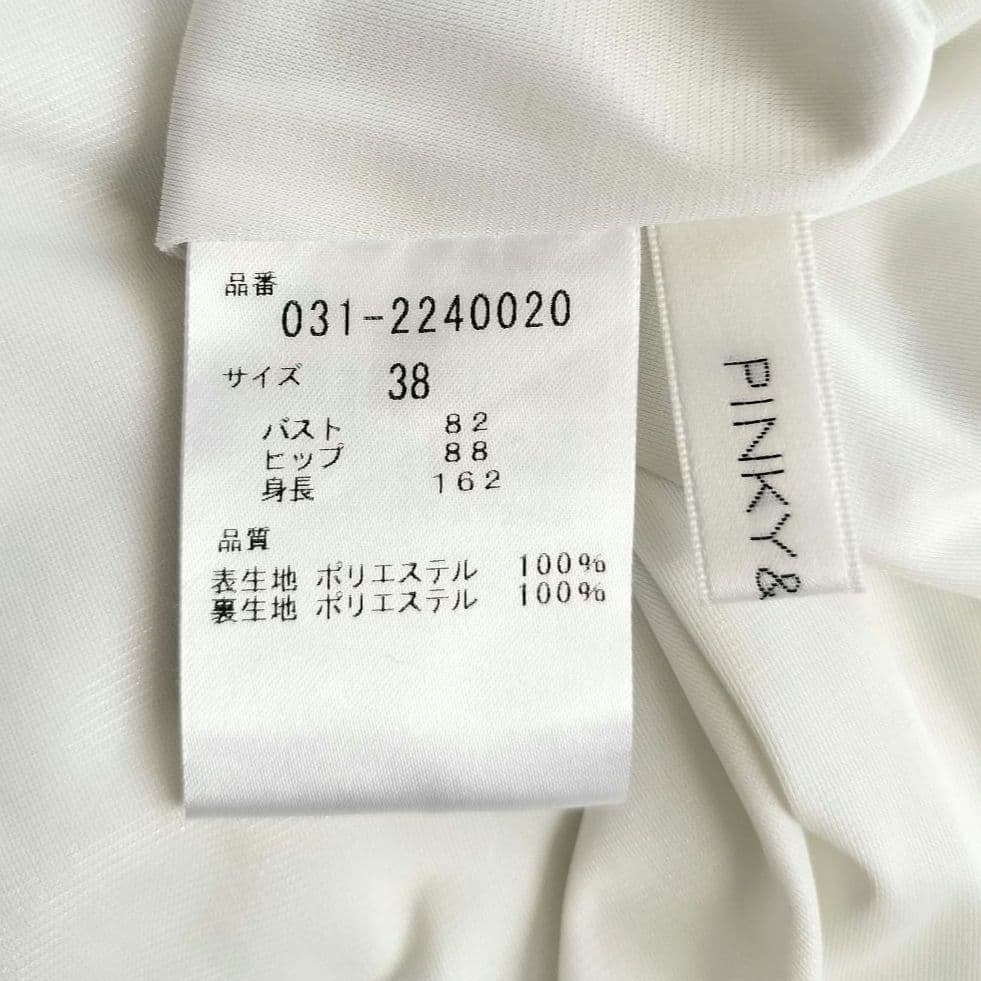 品番
031-2240020
サイズ 38
バスト 82
ヒップ 88
身長 162
品質
表生地 ポリエステル 100%
裏生地 ポリエステル 100%
PINKY&